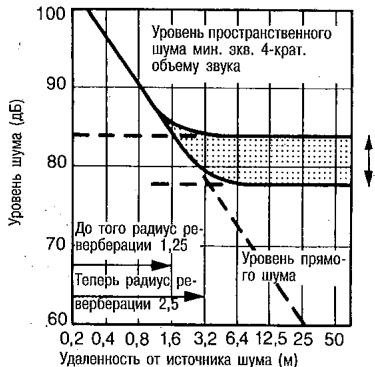 100
90
80
70
60
Уровень шума (дБ)
Уровень пространственного
шума мин. экв. 4-крат.
объему звука
До того радиус ре-
верберации 1,25
Теперь радиус ре-
верберации 2,5
Уровень прямо-
го шума
0,2 0,4 0,8 1,6 3,2 6,4 12,5 25 50
Удаленность от источника шума (м)